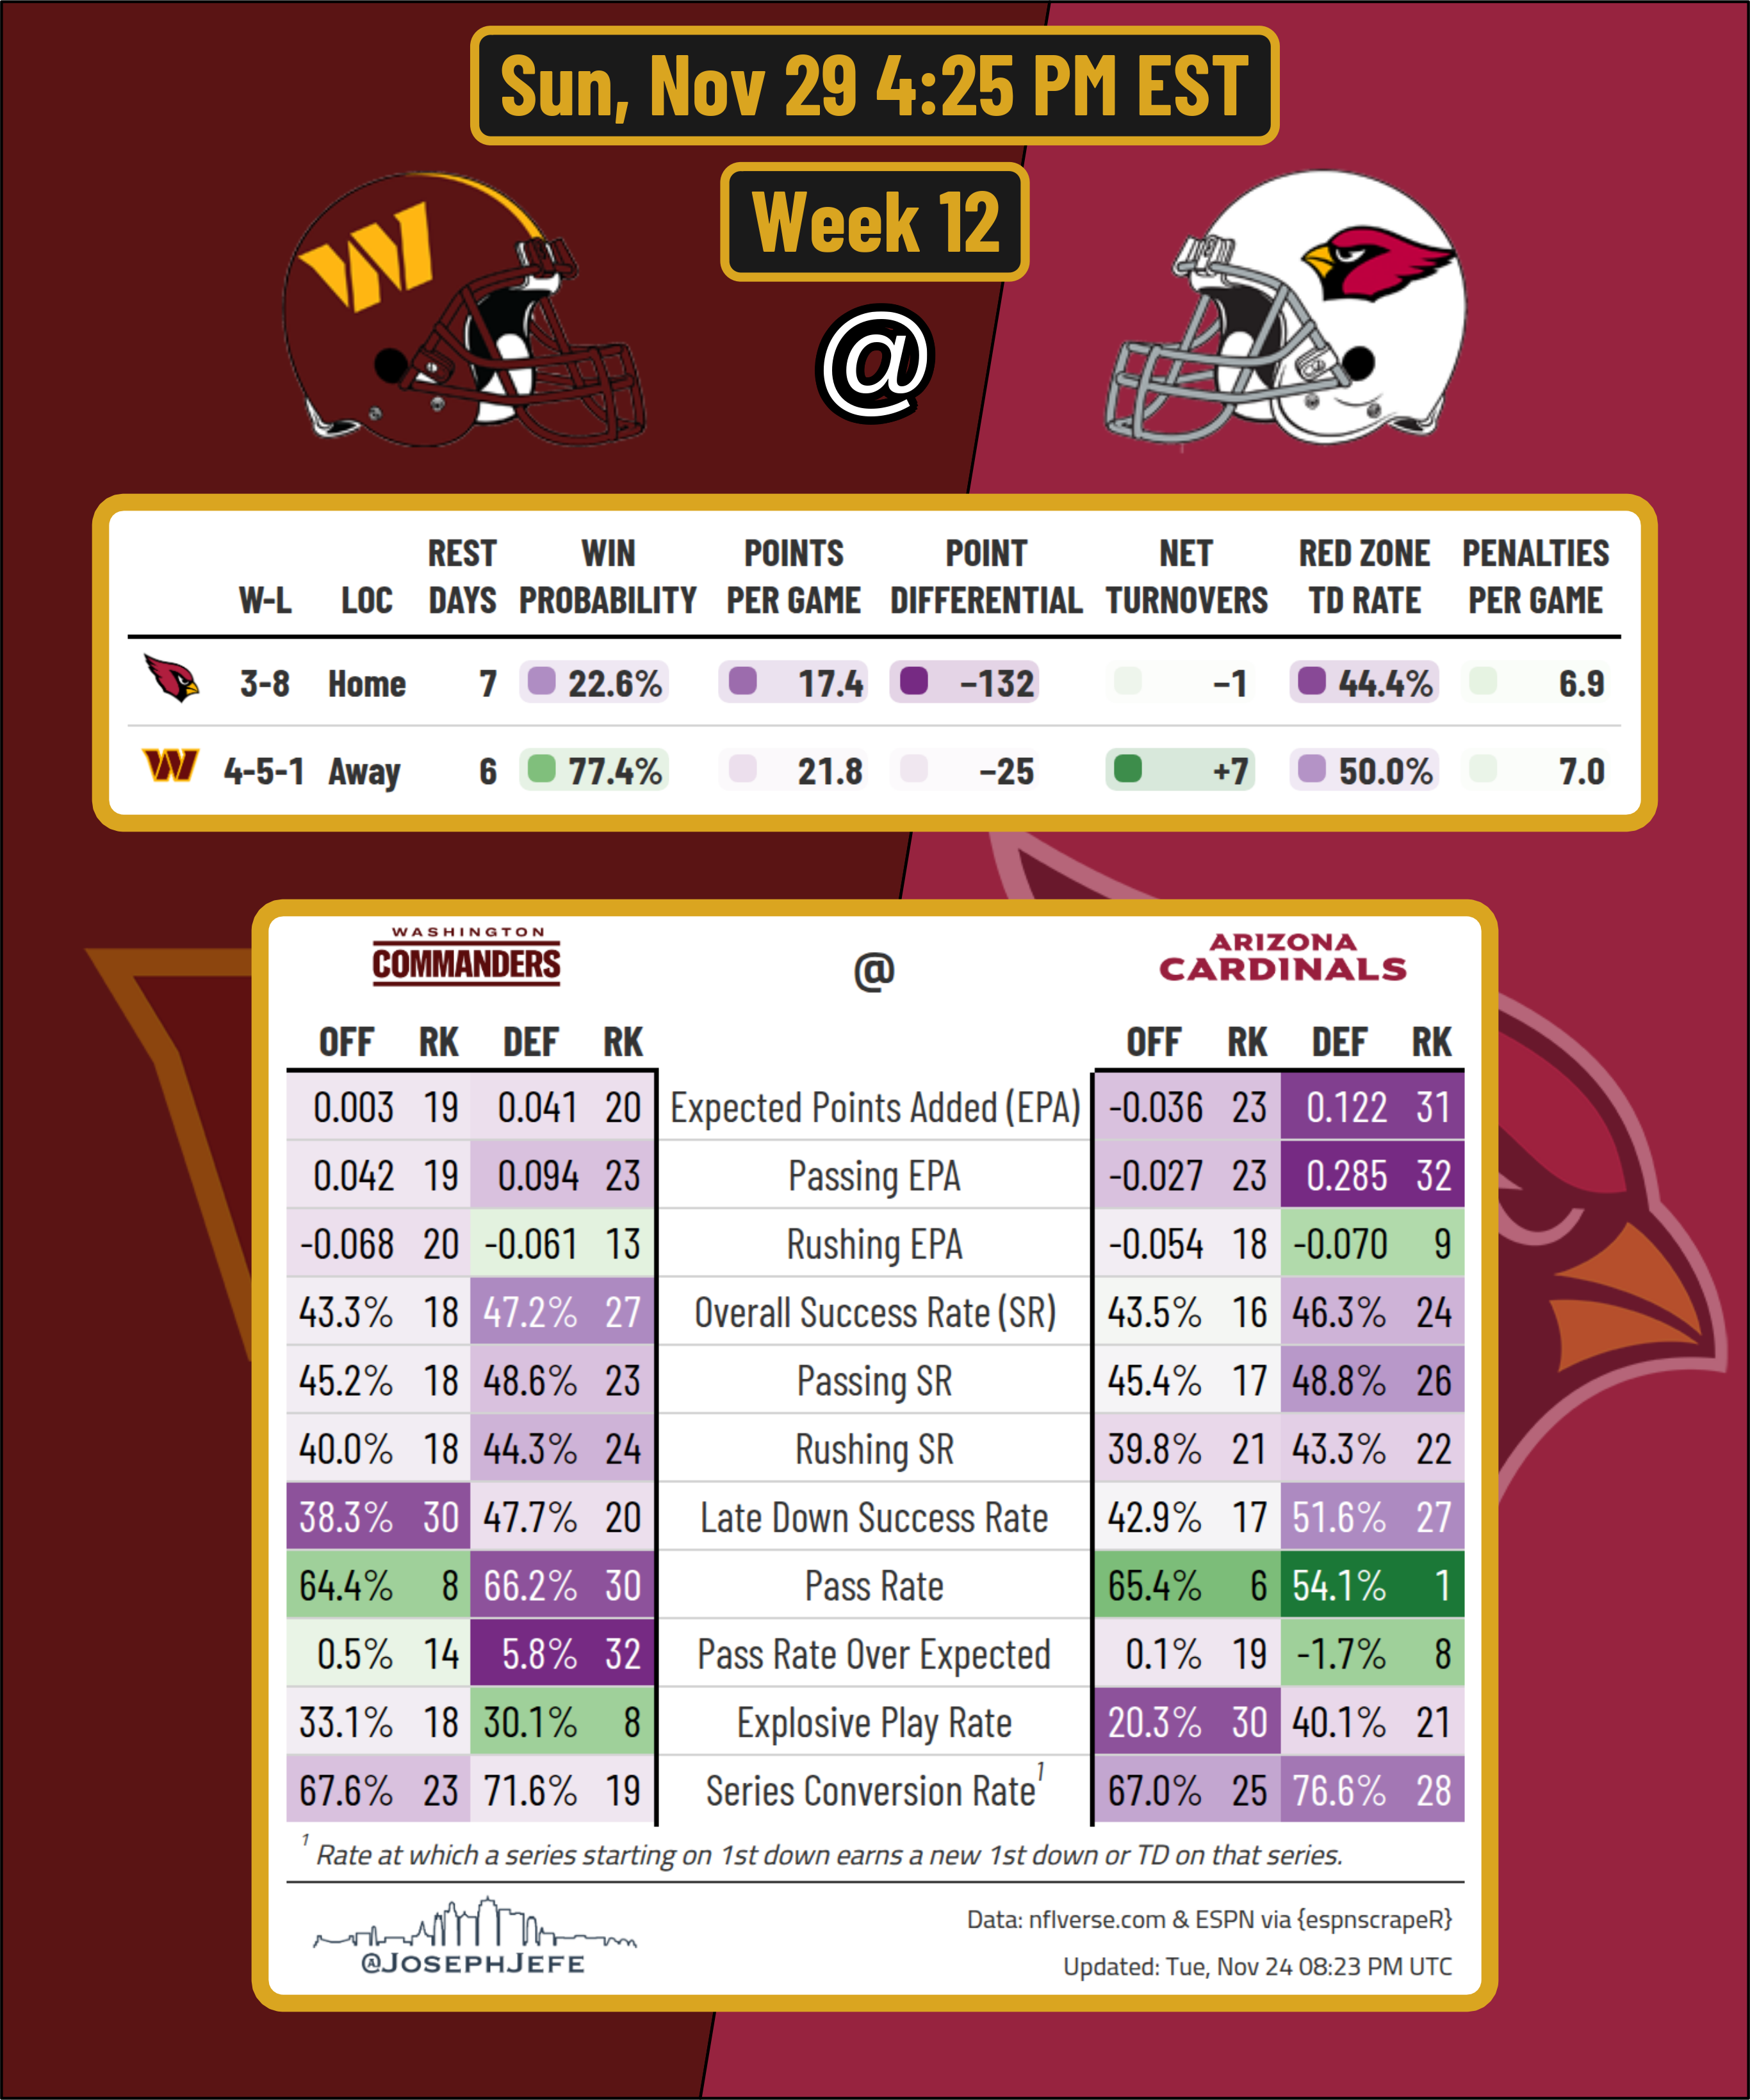 Sun, Nov 29 4:25 PM EST
Week 12
W
@
W-L LOC REST DAYS WIN PROBABILITY POINTS PER GAME POINT DIFFERENTIAL NET TURNOVERS RED ZONE TD RATE PENALTIES PER GAME
3-8 Home 7 22.6% 17.4 −132 −1 44.4% 6.9
W 4-5-1 Away 6 77.4% 21.8 −25 +7 50.0% 7.0
WASHINGTON
COMMANDERS
@
ARIZONA
CARDINALS
OFF RK DEF RK OFF RK DEF RK
0.003 19 0.041 20 Expected Points Added (EPA) -0.036 23 0.122 31
0.042 19 0.094 23 Passing EPA -0.027 23 0.285 32
-0.068 20 -0.061 13 Rushing EPA -0.054 18 -0.070 9
43.3% 18 47.2% 27 Overall Success Rate (SR) 43.5% 16 46.3% 24
45.2% 18 48.6% 23 Passing SR 45.4% 17 48.8% 26
40.0% 18 44.3% 24 Rushing SR 39.8% 21 43.3% 22
38.3% 30 47.7% 20 Late Down Success Rate 42.9% 17 51.6% 27
64.4% 8 66.2% 30 Pass Rate 65.4% 6 54.1% 1
0.5% 14 5.8% 32 Pass Rate Over Expected 0.1% 19 -1.7% 8
33.1% 18 30.1% 8 Explosive Play Rate 20.3% 30 40.1% 21
67.6% 23 71.6% 19 Series Conversion Rate¹ 67.0% 25 76.6% 28
¹ Rate at which a series starting on 1st down earns a new 1st down or TD on that series.
@JOSEPHJEFE
Data: nflverse.com & ESPN via {espnscrapeR}
Updated: Tue, Nov 24 08:23 PM UTC